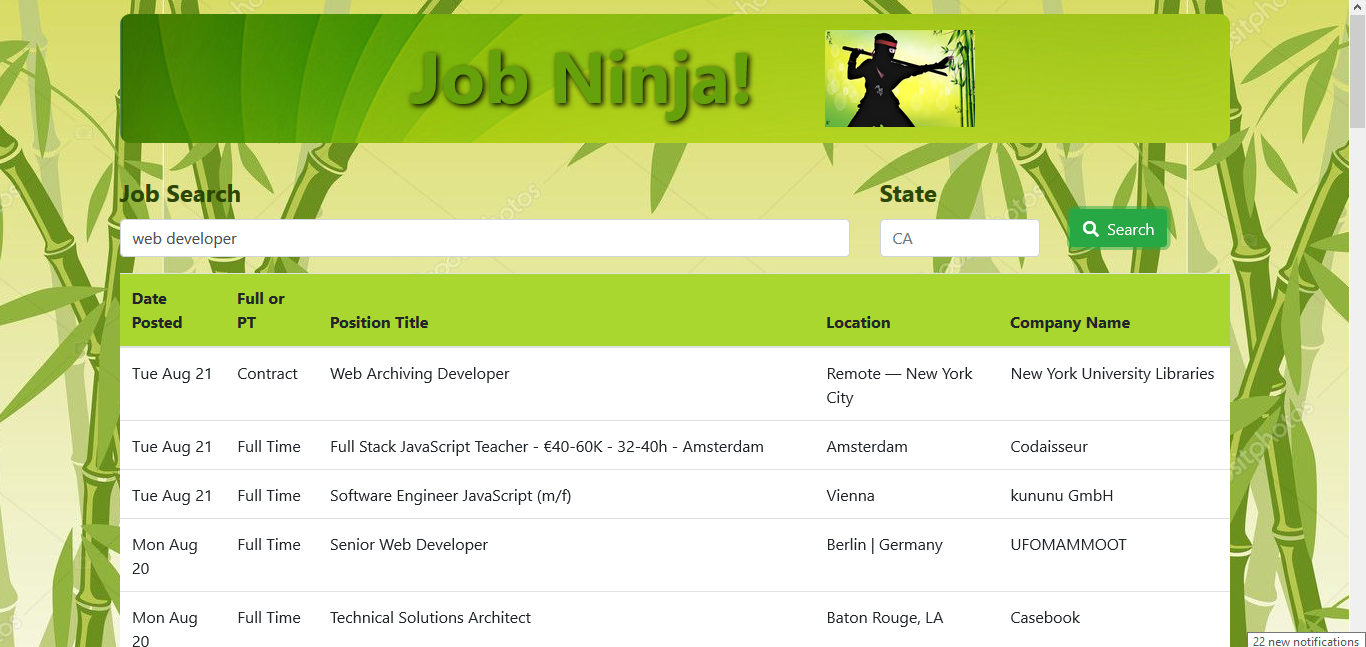 Job Ninja!
Job Search
State
web developer
CA
Search
Date Posted
Full or PT
Position Title
Location
Company Name
Tue Aug 21
Contract
Web Archiving Developer
Remote — New York City
New York University Libraries
Tue Aug 21
Full Time
Full Stack JavaScript Teacher - €40-60K - 32-40h - Amsterdam
Amsterdam
Codaisseur
Tue Aug 21
Full Time
Software Engineer JavaScript (m/f)
Vienna
kununu GmbH
Mon Aug 20
Full Time
Senior Web Developer
Berlin | Germany
UFOMAMMOOT
Mon Aug 20
Full Time
Technical Solutions Architect
Baton Rouge, LA
Casebook
22 new notifications